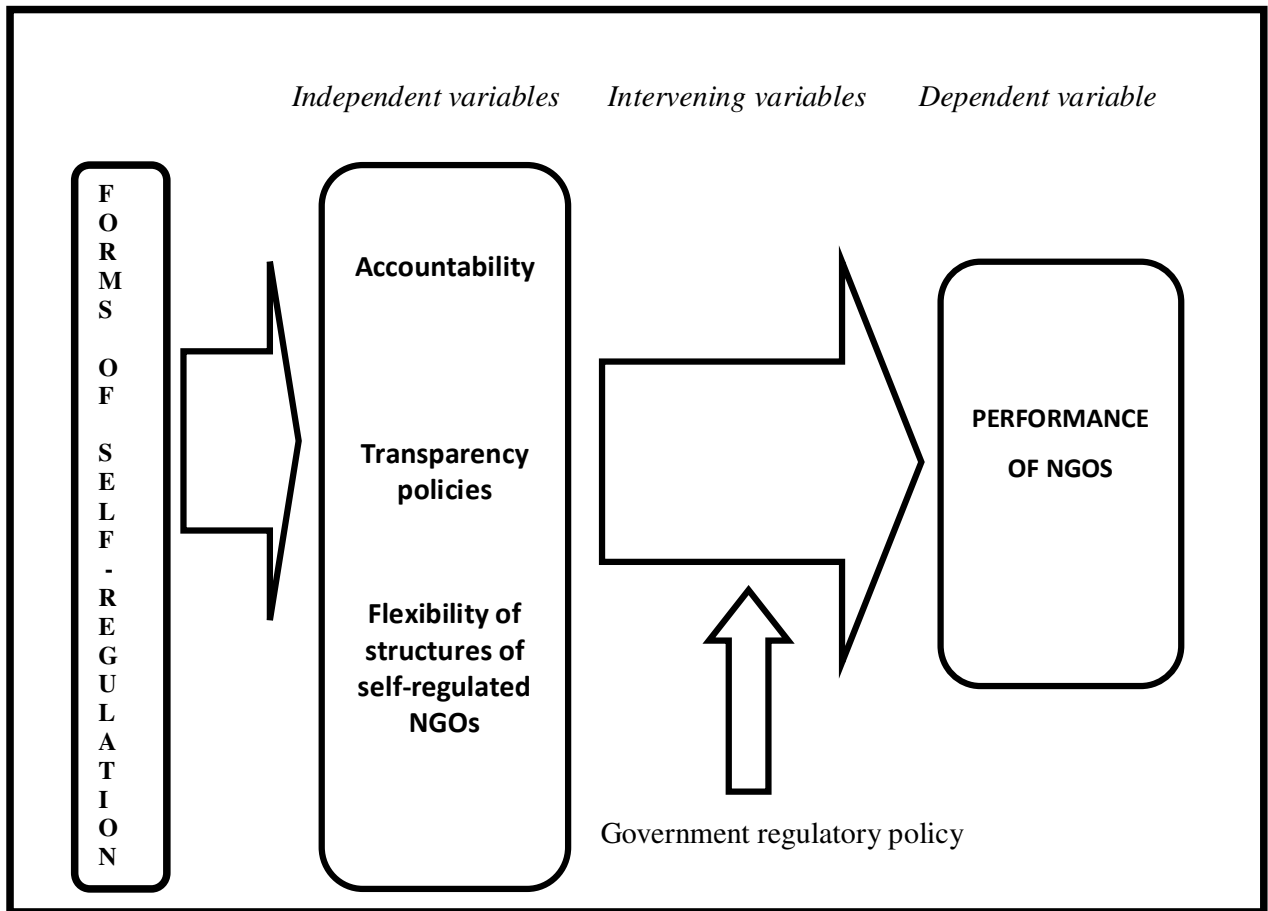 Independent variables Intervening variables Dependent variable
F
O
R
M
S
O
F
S
E
L
F
-
R
E
G
U
L
A
T
I
O
N
Accountability
Transparency
policies
Flexibility of
structures of
self-regulated
NGOs
PERFORMANCE
OF NGOS
Government regulatory policy